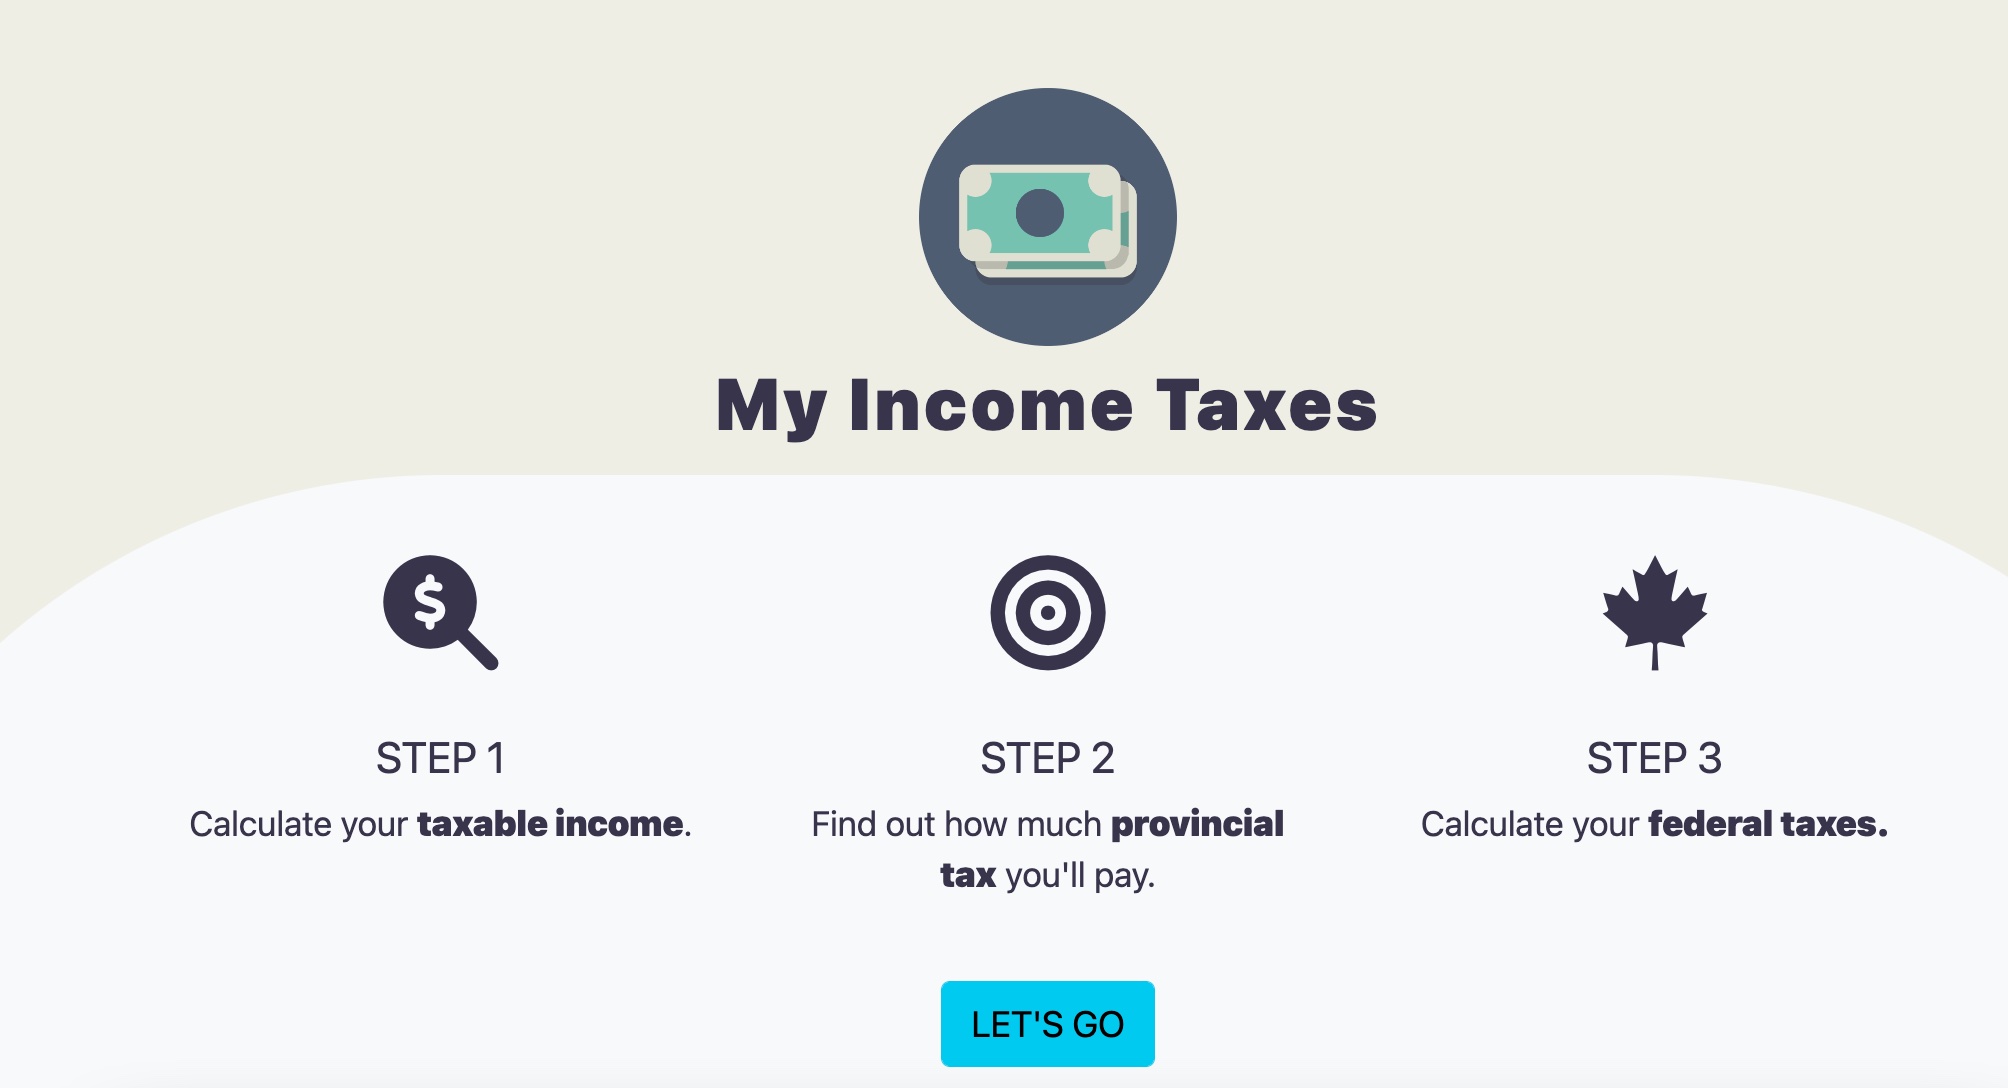 My Income Taxes
STEP 1
Calculate your taxable income.
STEP 2
Find out how much provincial
tax you'll pay.
STEP 3
Calculate your federal taxes.
LET'S GO